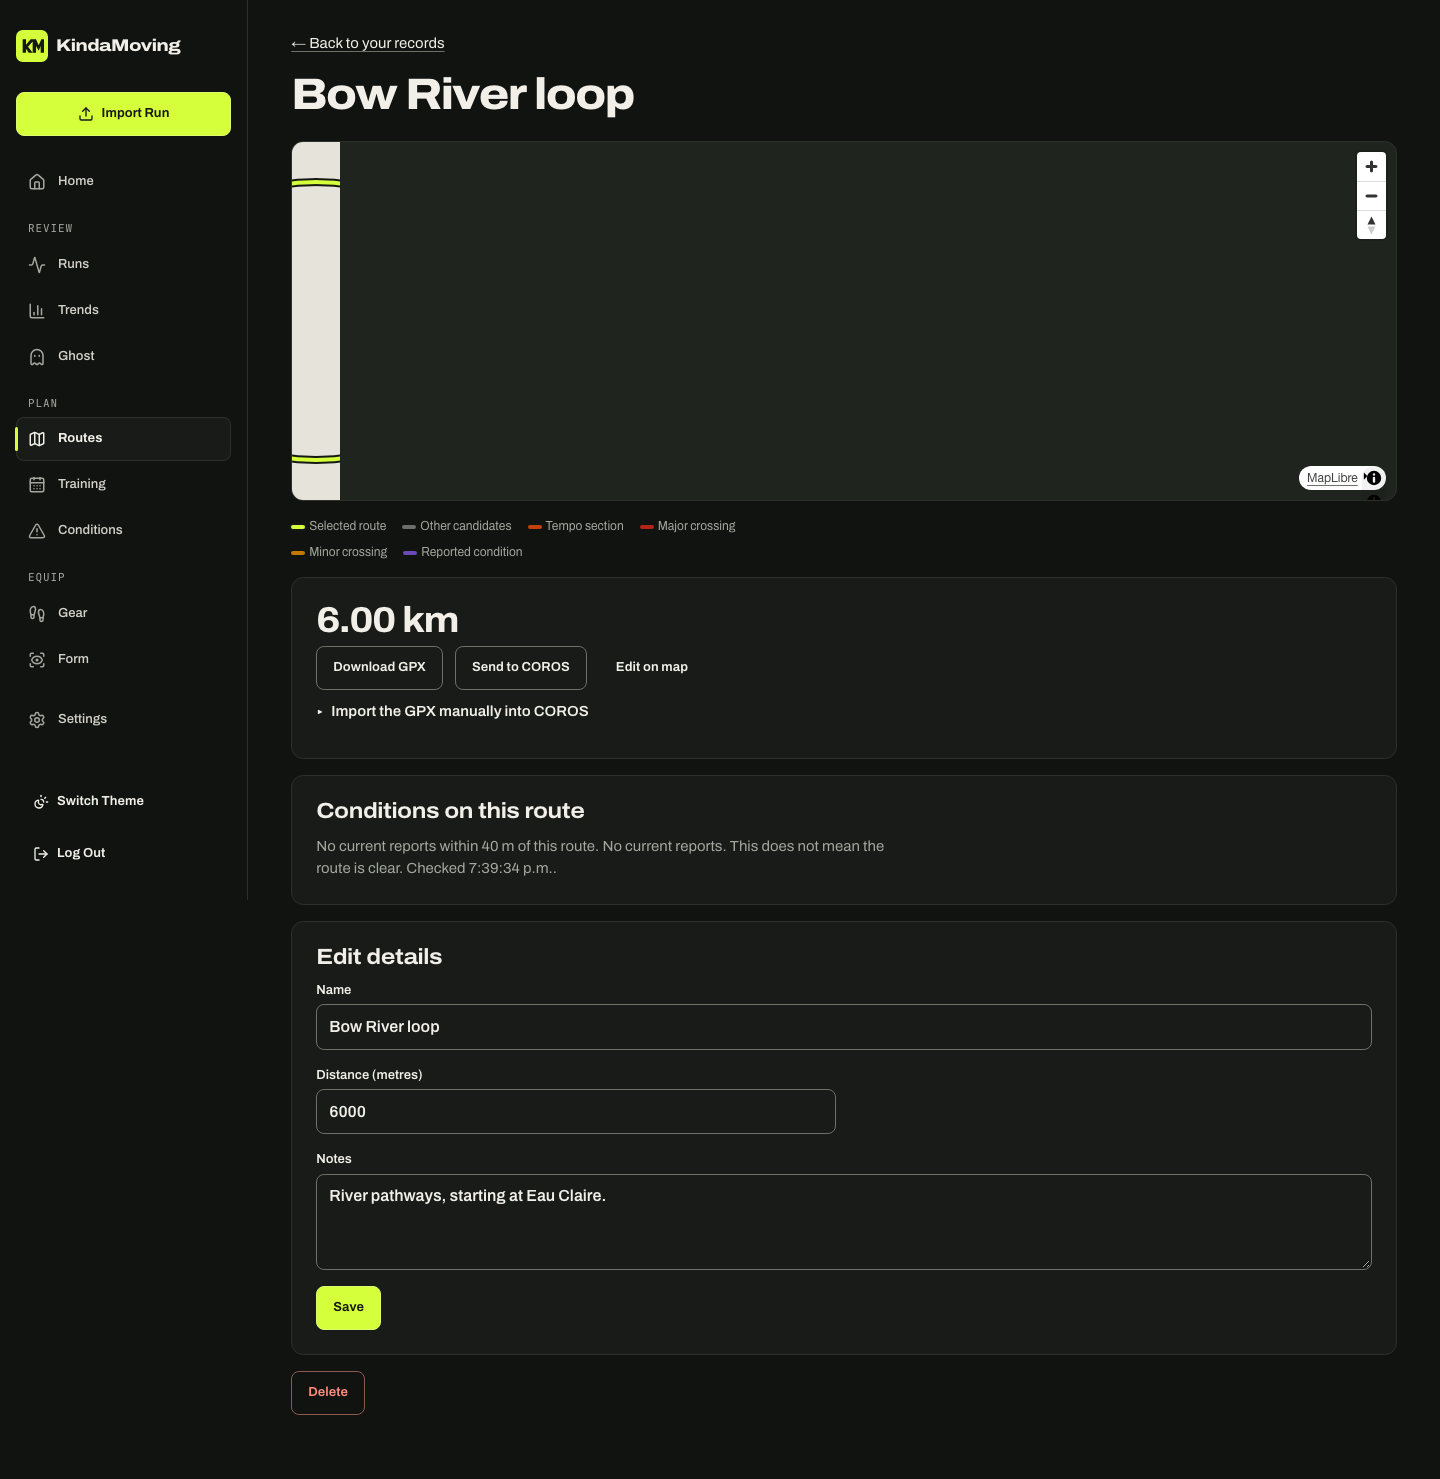 KM KindaMoving
Import Run
Home
REVIEW
Runs
Trends
Ghost
PLAN
Routes
Training
Conditions
EQUIP
Gear
Form
Settings
Switch Theme
Log Out
← Back to your records
Bow River loop
MapLibre
Selected route
Other candidates
Tempo section
Major crossing
Minor crossing
Reported condition
6.00 km
Download GPX
Send to COROS
Edit on map
Import the GPX manually into COROS
Conditions on this route
No current reports within 40 m of this route. No current reports. This does not mean the
route is clear. Checked 7:39:34 p.m..
Edit details
Name
Bow River loop
Distance (metres)
6000
Notes
River pathways, starting at Eau Claire.
Save
Delete